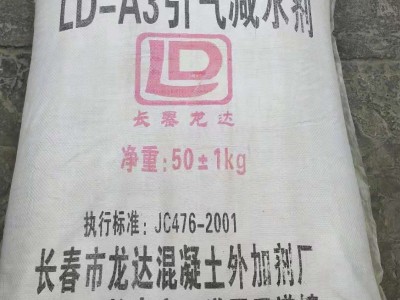 LD-A3引气减水剂
LD
长春龙达
净重:50±1kg
执行标准:JC476-2001
长春市龙达混凝土外加剂厂